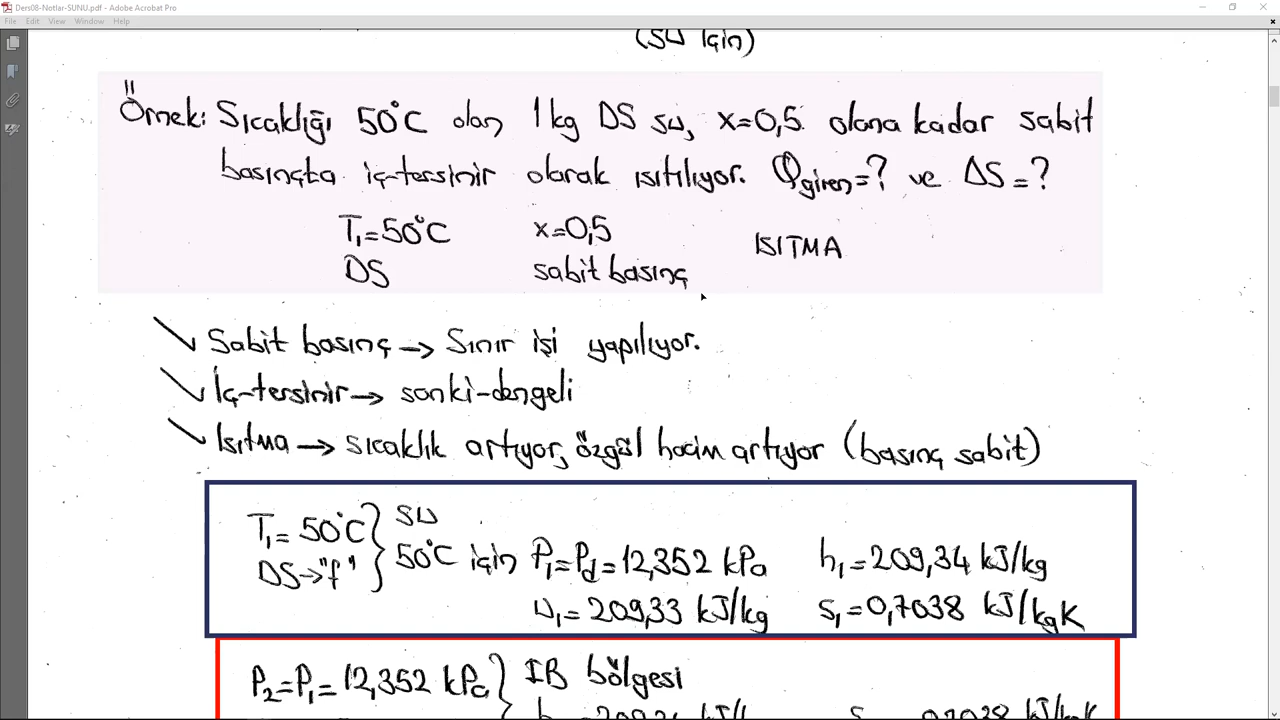 Ders08-Notlar-SUNU.pdf - Adobe Acrobat Pro
File Edit View Window Help
(SU İçin)
Örnek: Sıcaklığı 50°C olan 1kg DS su, x=0,5 olana kadar sabit
basınçta iç-tersinir olarak ısıtılıyor. Qgiren=? ve ΔS=?
T₁=50°C x=0,5 ISITMA
DS sabit basınç
Sabit basınç → Sınır işi yapılıyor.
İç-tersinir → sanki-dengeli
Isıtma → sıcaklık artıyor, özgül hacim artıyor (basınç sabit)
T₁= 50°C } SU
DS→"f" } 50°C için P₁=Pd=12,352 kPa h₁=209,34 kJ/kg
u₁=209,33 kJ/kg s₁=0,7038 kJ/kgK
P₂=P₁=12,352 kPa } IB bölgesi